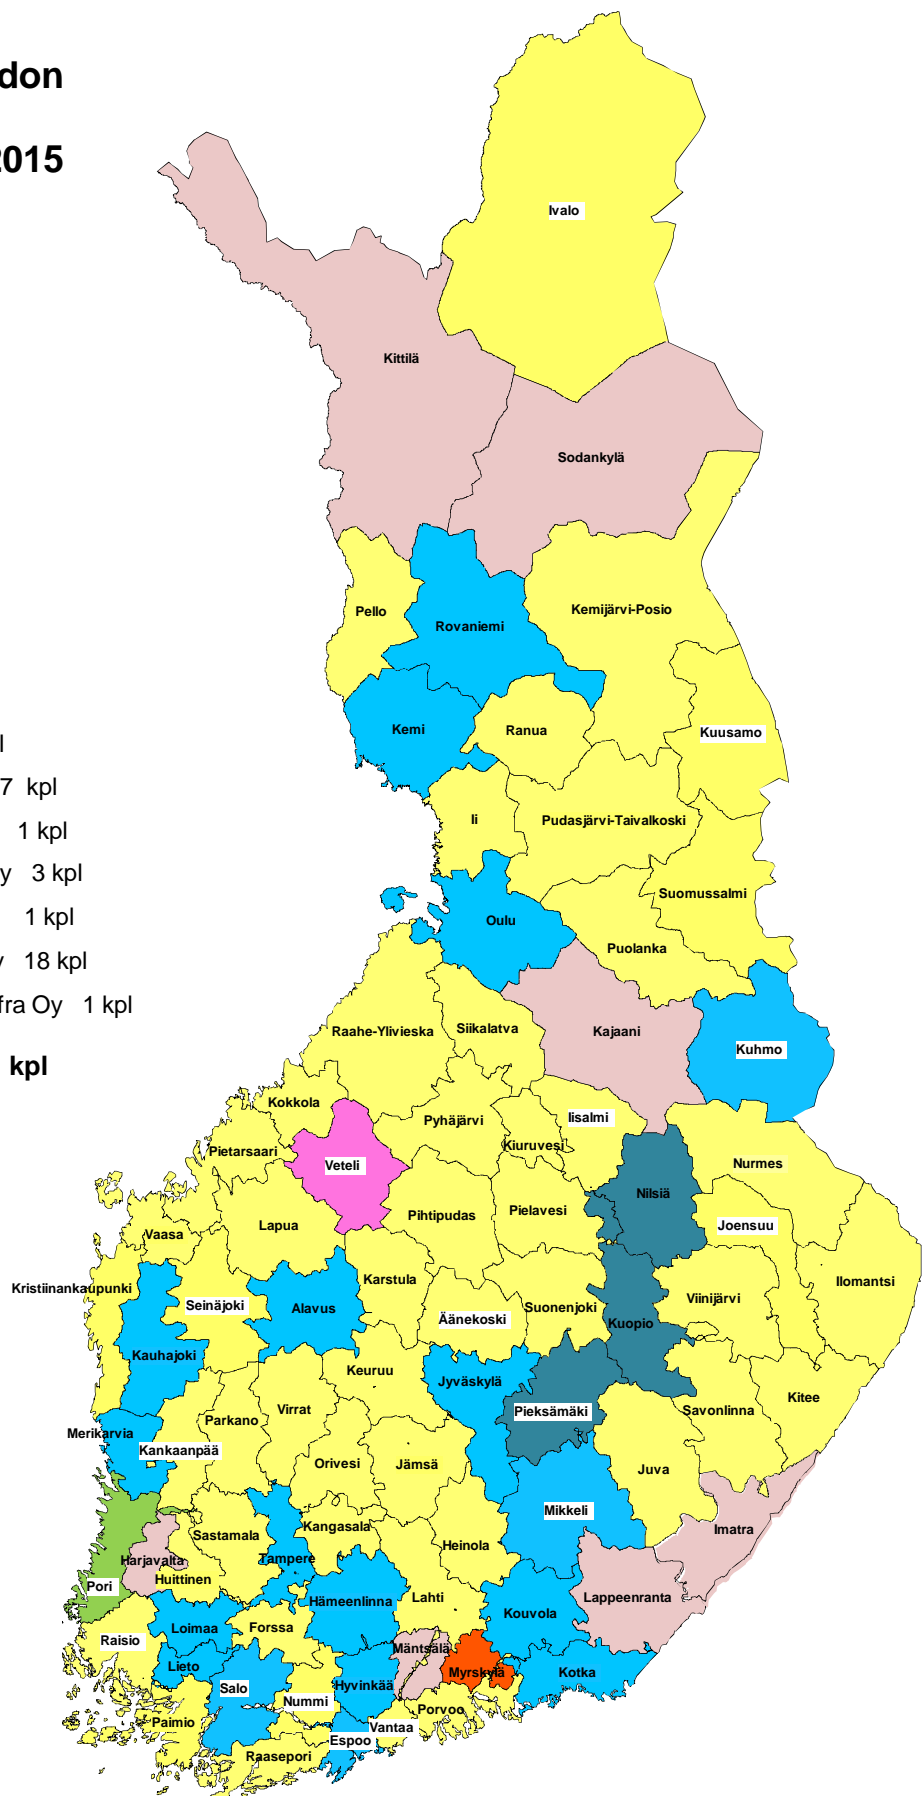 don
2015
Ivalo
Kittilä
Sodankylä
Pello
Kemijärvi-Posio
Rovaniemi
Kemi
Ranua
Kuusamo
l
7 kpl
Ii
Pudasjärvi-Taivalkoski
1 kpl
y 3 kpl
Suomussalmi
1 kpl
Oulu
Puolanka
y 18 kpl
fra Oy 1 kpl
Raahe-Ylivieska
Siikalatva
Kajaani
Kuhmo
kpl
Kokkola
Pyhäjärvi
Iisalmi
Kiuruvesi
Pietarsaari
Veteli
Nurmes
Nilsiä
Pihtipudas
Pielavesi
Lapua
Joensuu
Vaasa
Kristiinankaupunki
Karstula
Ilomantsi
Seinäjoki
Alavus
Äänekoski
Suonenjoki
Viinijärvi
Kuopio
Kauhajoki
Keuruu
Jyväskylä
Kitee
Virrat
Pieksämäki
Savonlinna
Parkano
Merikarvia
Kankaanpää
Orivesi
Jämsä
Juva
Mikkeli
Imatra
Sastamala
Kangasala
Heinola
Harjavalta
Tampere
Huittinen
Pori
Hämeenlinna
Lahti
Lappeenranta
Kouvola
Loimaa
Forssa
Raisio
Mäntsälä
Lieto
Myrskylä
Kotka
Salo
Hyvinkää
Nummi
Porvoo
Paimio
Vantaa
Espoo
Raasepori